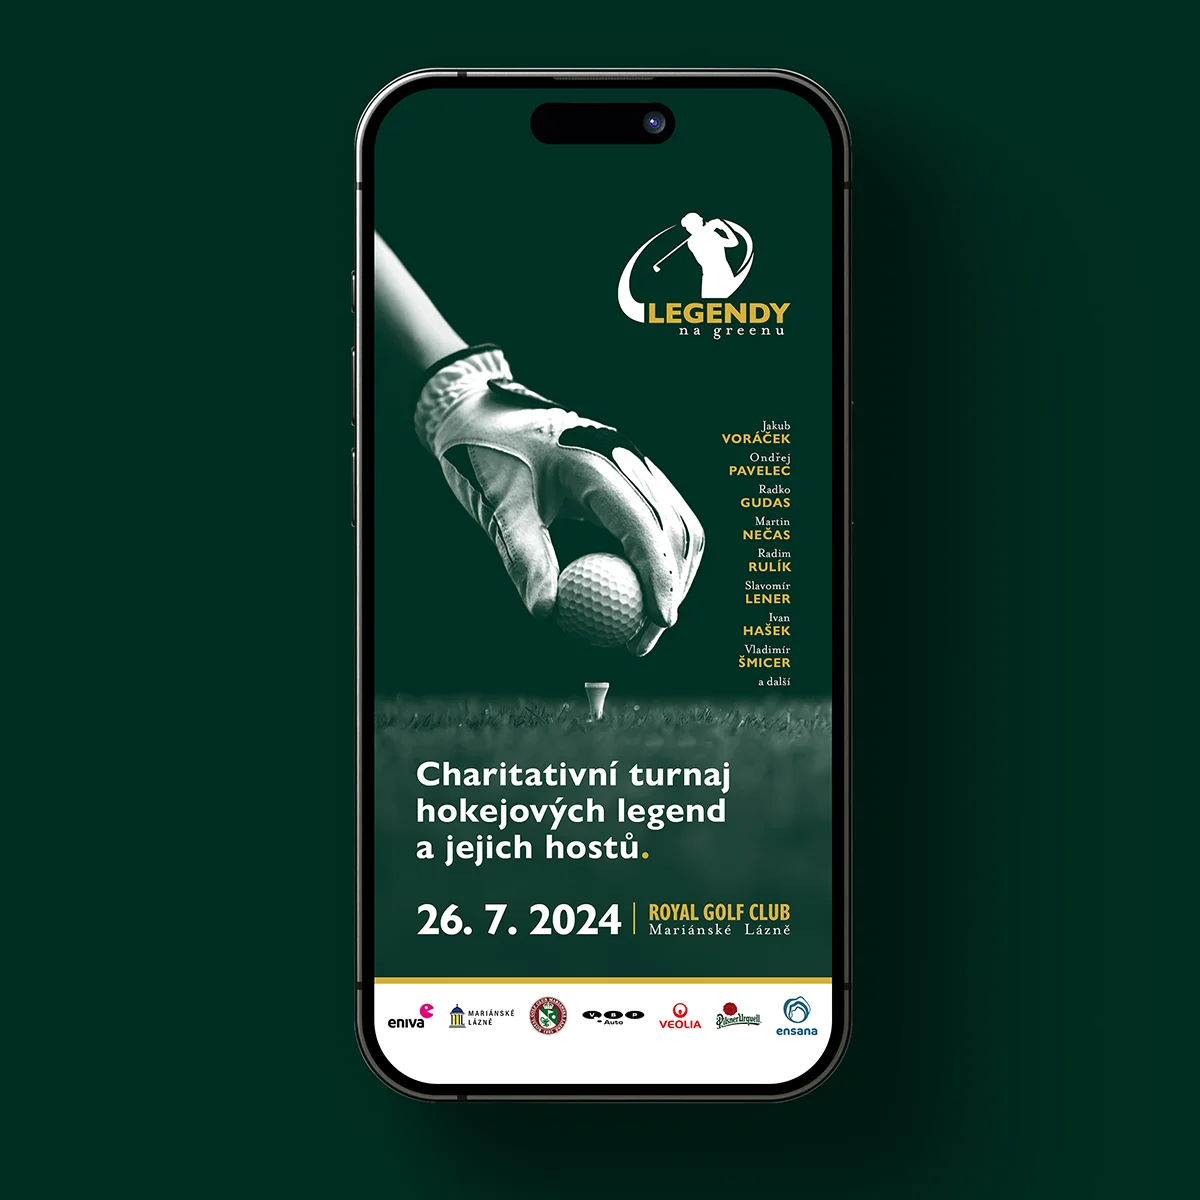 LEGENDY
na greenu
Jakub
VORÁČEK
Ondřej
PAVELEC
Radko
GUDAS
Martin
NEČAS
Radim
RULÍK
Slavomír
LENER
Ivan
HAŠEK
Vladimír
ŠMICER
a další
Charitativní turnaj
hokejových legend
a jejich hostů.
26. 7. 2024
ROYAL GOLF CLUB
Mariánské Lázně
eniva
MARIÁNSKÉ
LÁZNĚ
VBP
Auto
VEOLIA
Pilsner Urquell
ensana